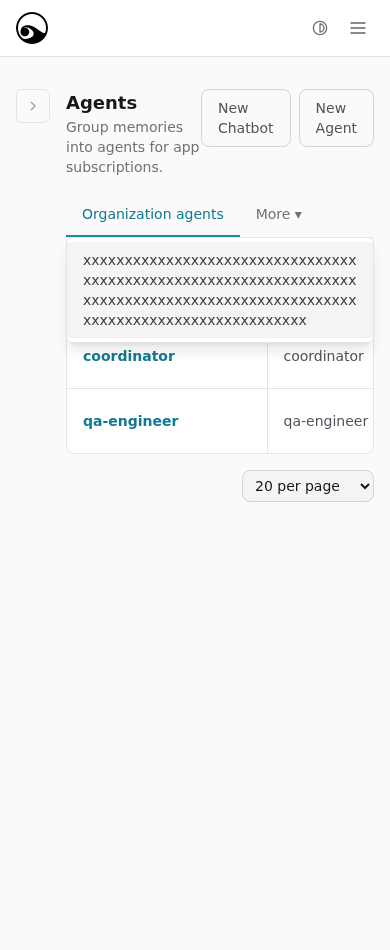 Agents
Group memories
into agents for app
subscriptions.
New
Chatbot
New
Agent
Organization agents
More ▾
xxxxxxxxxxxxxxxxxxxxxxxxxxxxxxxxx
xxxxxxxxxxxxxxxxxxxxxxxxxxxxxxxxx
xxxxxxxxxxxxxxxxxxxxxxxxxxxxxxxxx
xxxxxxxxxxxxxxxxxxxxxxxxxxx
coordinator
coordinator
qa-engineer
qa-engineer
20 per page